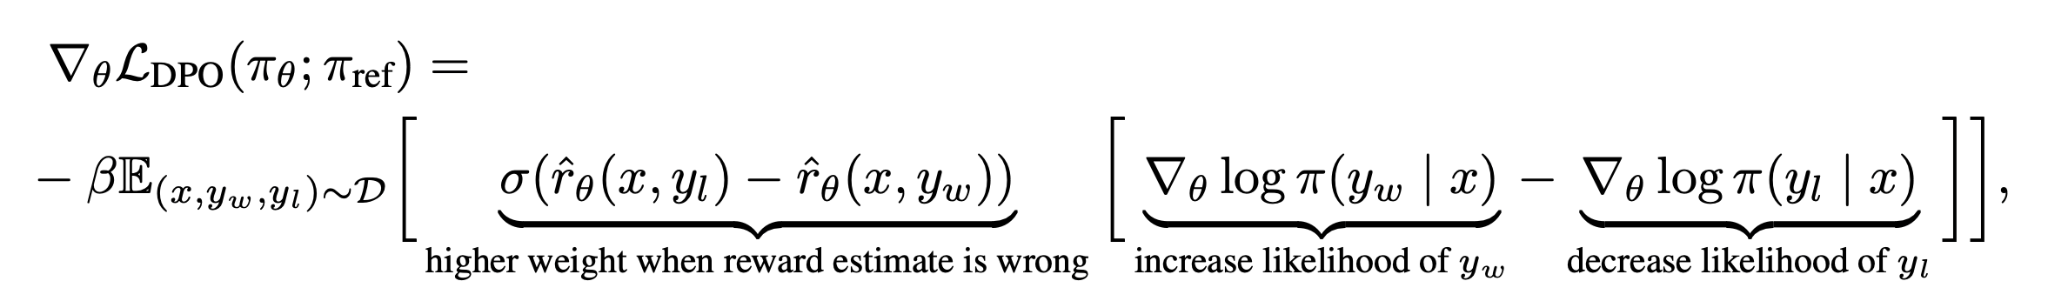 ∇θℒDPO(πθ; πref) =
− β𝔼(x,yw,yl)∼𝒟[ σ(r̂θ(x, yl) − r̂θ(x, yw)) [ ∇θ log π(yw | x) − ∇θ log π(yl | x) ] ],
higher weight when reward estimate is wrong increase likelihood of yw decrease likelihood of yl